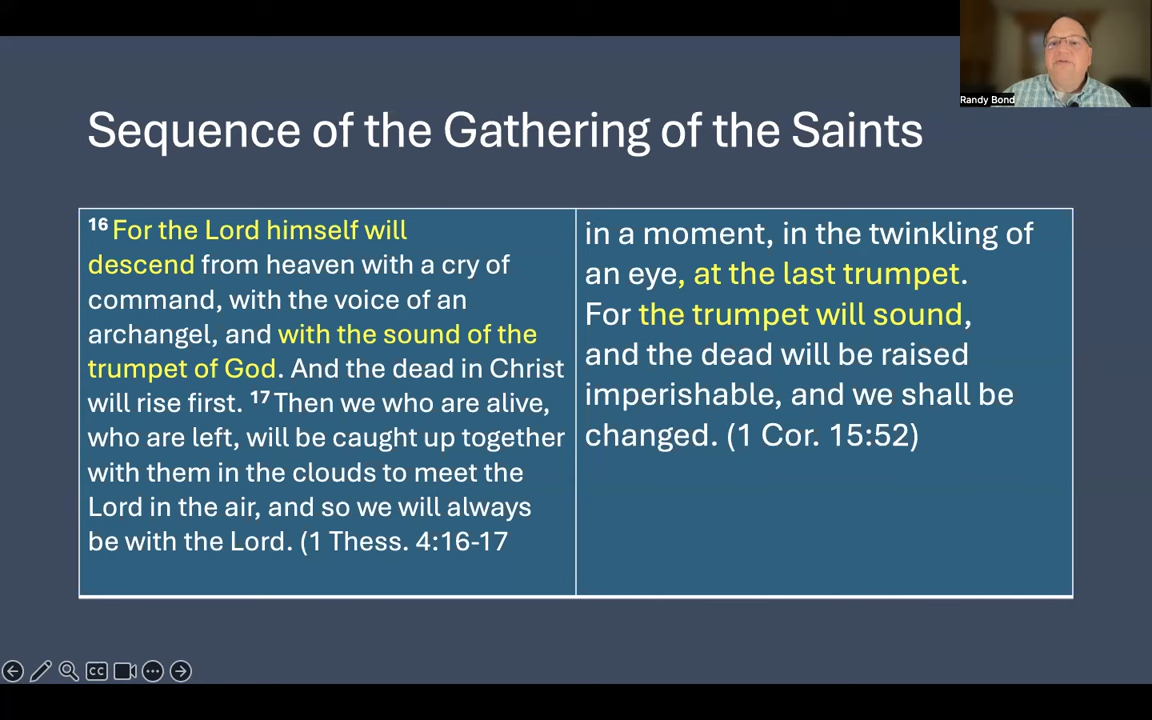 Randy Bond
Sequence of the Gathering of the Saints
16 For the Lord himself will
descend from heaven with a cry of
command, with the voice of an
archangel, and with the sound of the
trumpet of God. And the dead in Christ
will rise first. 17 Then we who are alive,
who are left, will be caught up together
with them in the clouds to meet the
Lord in the air, and so we will always
be with the Lord. (1 Thess. 4:16-17
in a moment, in the twinkling of
an eye, at the last trumpet.
For the trumpet will sound,
and the dead will be raised
imperishable, and we shall be
changed. (1 Cor. 15:52)
CC